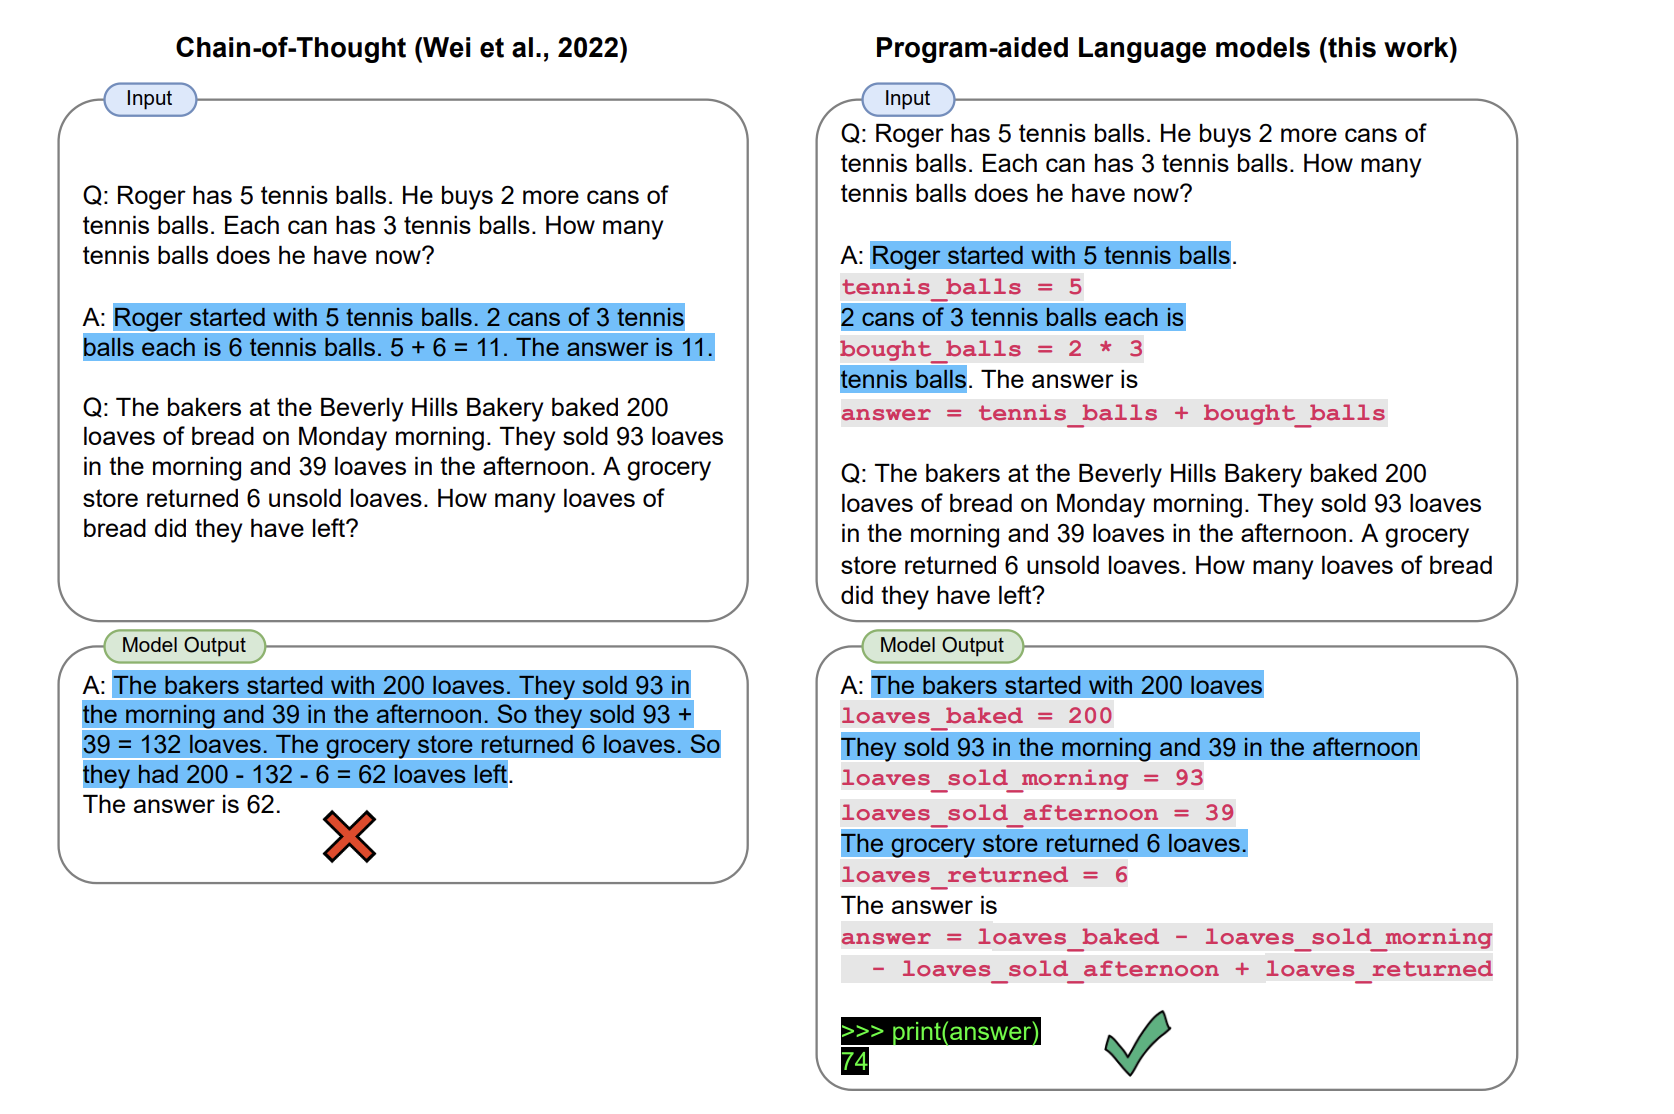 Chain-of-Thought (Wei et al., 2022)
Input
Q: Roger has 5 tennis balls. He buys 2 more cans of
tennis balls. Each can has 3 tennis balls. How many
tennis balls does he have now?
A: Roger started with 5 tennis balls. 2 cans of 3 tennis
balls each is 6 tennis balls. 5 + 6 = 11. The answer is 11.
Q: The bakers at the Beverly Hills Bakery baked 200
loaves of bread on Monday morning. They sold 93 loaves
in the morning and 39 loaves in the afternoon. A grocery
store returned 6 unsold loaves. How many loaves of
bread did they have left?
Model Output
A: The bakers started with 200 loaves. They sold 93 in
the morning and 39 in the afternoon. So they sold 93 +
39 = 132 loaves. The grocery store returned 6 loaves. So
they had 200 - 132 - 6 = 62 loaves left.
The answer is 62.
Program-aided Language models (this work)
Input
Q: Roger has 5 tennis balls. He buys 2 more cans of
tennis balls. Each can has 3 tennis balls. How many
tennis balls does he have now?
A: Roger started with 5 tennis balls.
tennis_balls = 5
2 cans of 3 tennis balls each is
bought_balls = 2 * 3
tennis balls. The answer is
answer = tennis_balls + bought_balls
Q: The bakers at the Beverly Hills Bakery baked 200
loaves of bread on Monday morning. They sold 93 loaves
in the morning and 39 loaves in the afternoon. A grocery
store returned 6 unsold loaves. How many loaves of bread
did they have left?
Model Output
A: The bakers started with 200 loaves
loaves_baked = 200
They sold 93 in the morning and 39 in the afternoon
loaves_sold_morning = 93
loaves_sold_afternoon = 39
The grocery store returned 6 loaves.
loaves_returned = 6
The answer is
answer = loaves_baked - loaves_sold_morning
- loaves_sold_afternoon + loaves_returned
>>> print(answer)
74